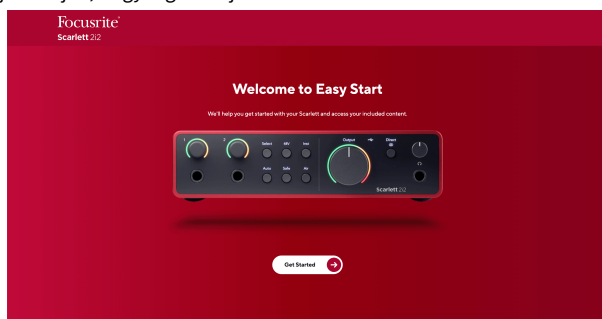 Focusrite®
Scarlett 2i2
Welcome to Easy Start
We'll help you get started with your Scarlett and access your included content.
1 2 Select 48V Inst Output Direct
Auto Safe Air
Scarlett 2i2
Get Started